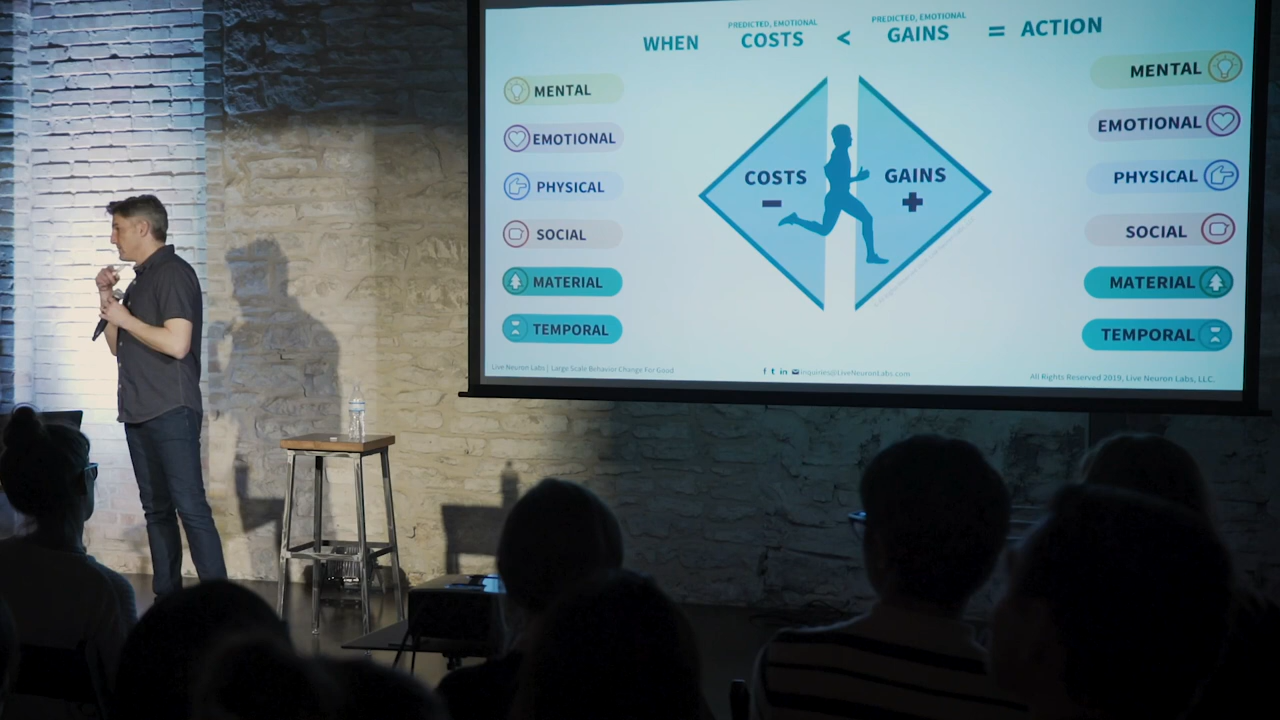 PREDICTED, EMOTIONAL PREDICTED, EMOTIONAL
WHEN COSTS < GAINS = ACTION
MENTAL
EMOTIONAL
PHYSICAL
SOCIAL
MATERIAL
TEMPORAL
COSTS
-
GAINS
+
MENTAL
EMOTIONAL
PHYSICAL
SOCIAL
MATERIAL
TEMPORAL
Live Neuron Labs | Large Scale Behavior Change For Good
f t in inquiries@LiveNeuronLabs.com
All Rights Reserved 2019, Live Neuron Labs, LLC.